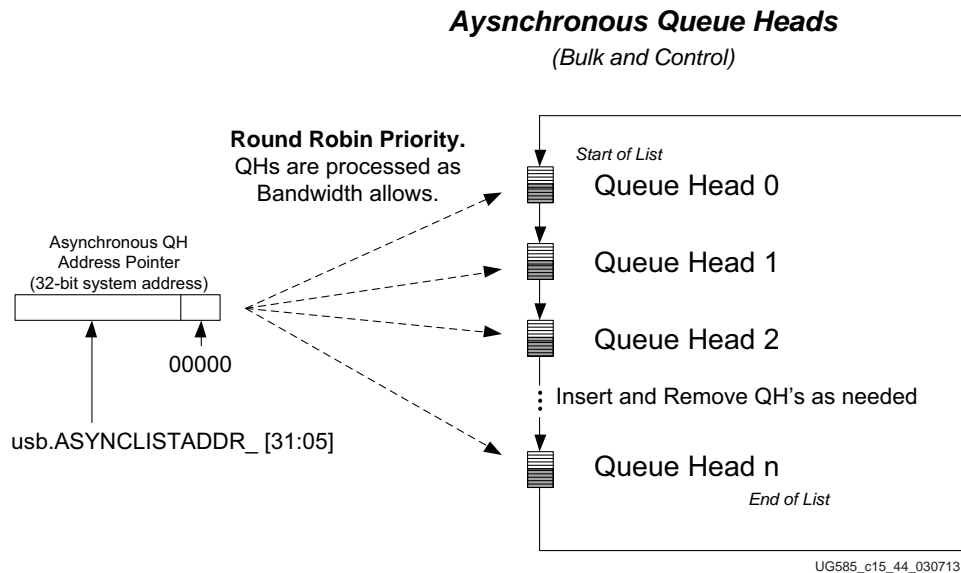 Aysnchronous Queue Heads
(Bulk and Control)
Round Robin Priority.
QHs are processed as
Bandwidth allows.
Start of List
Queue Head 0
Asynchronous QH
Address Pointer
(32-bit system address)
Queue Head 1
Queue Head 2
00000
Insert and Remove QH's as needed
usb.ASYNCLISTADDR_ [31:05]
Queue Head n
End of List
UG585_c15_44_030713